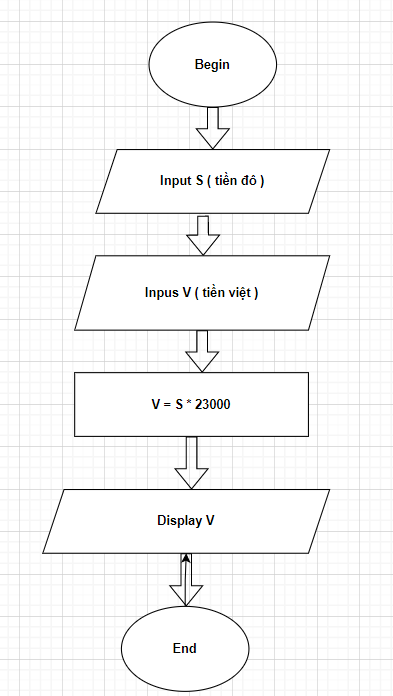 Begin
Input S ( tiền đô )
Inpus V ( tiền việt )
V = S * 23000
Display V
End